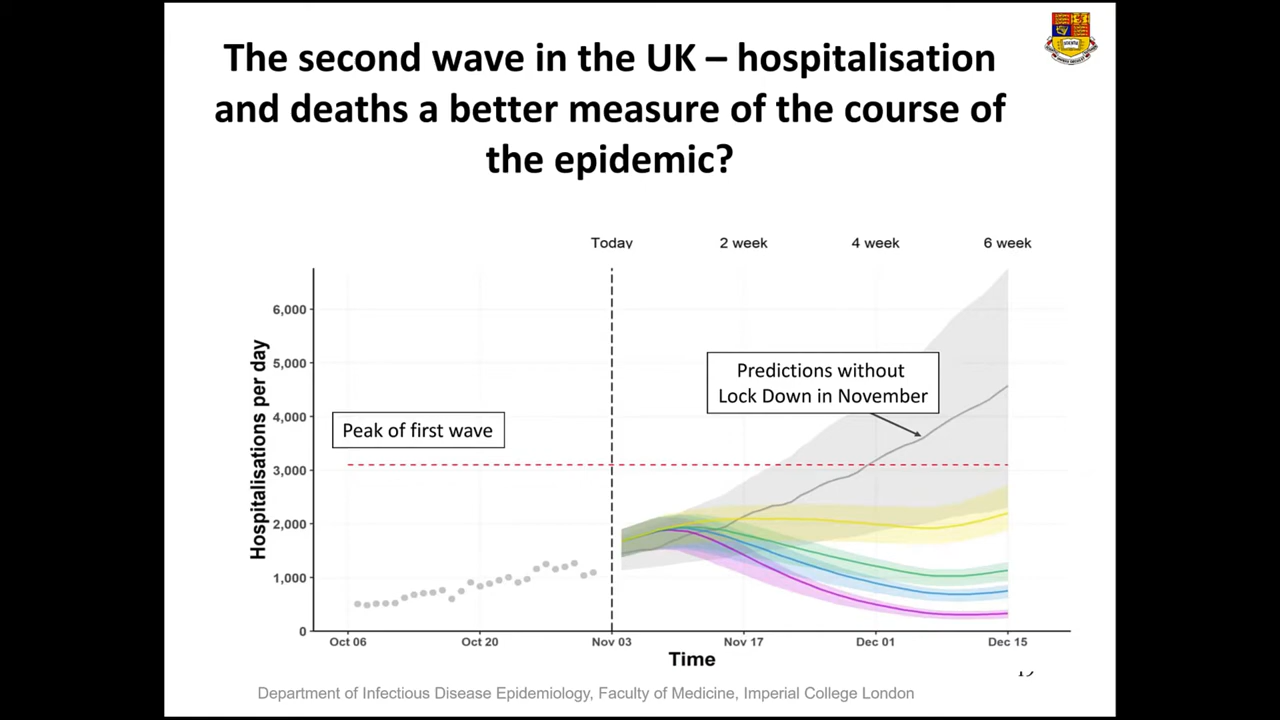 The second wave in the UK – hospitalisation
and deaths a better measure of the course of
the epidemic?
Today
2 week
4 week
6 week
Hospitalisations per day
6,000
5,000
4,000
3,000
2,000
1,000
0
Peak of first wave
Predictions without
Lock Down in November
Oct 06
Oct 20
Nov 03
Nov 17
Dec 01
Dec 15
Time
Department of Infectious Disease Epidemiology, Faculty of Medicine, Imperial College London